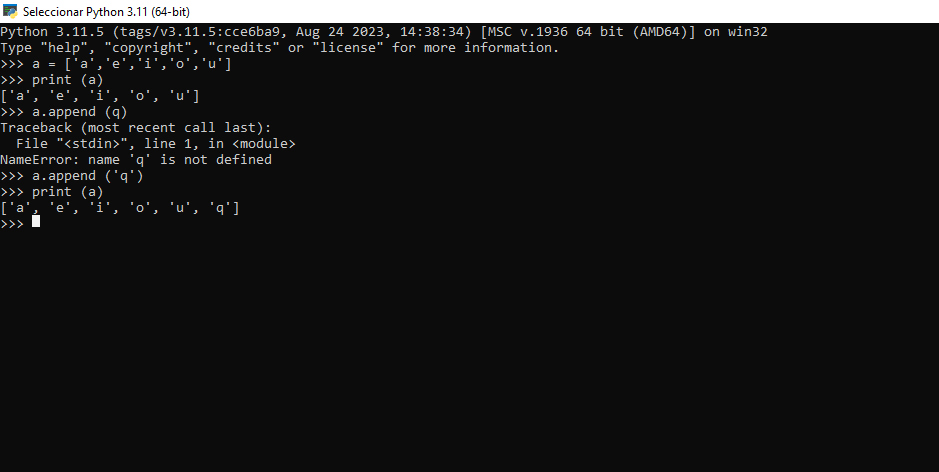 Seleccionar Python 3.11 (64-bit)
Python 3.11.5 (tags/v3.11.5:cce6ba9, Aug 24 2023, 14:38:34) [MSC v.1936 64 bit (AMD64)] on win32
Type "help", "copyright", "credits" or "license" for more information.
>>> a = ['a','e','i','o','u']
>>> print (a)
['a', 'e', 'i', 'o', 'u']
>>> a.append (q)
Traceback (most recent call last):
  File "<stdin>", line 1, in <module>
NameError: name 'q' is not defined
>>> a.append ('q')
>>> print (a)
['a', 'e', 'i', 'o', 'u', 'q']
>>>